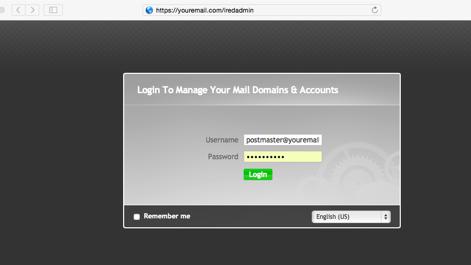 https://youremail.com/iredadmin
Login To Manage Your Mail Domains & Accounts
Username postmaster@youremai
Password ••••••••••
Login
Remember me English (US)